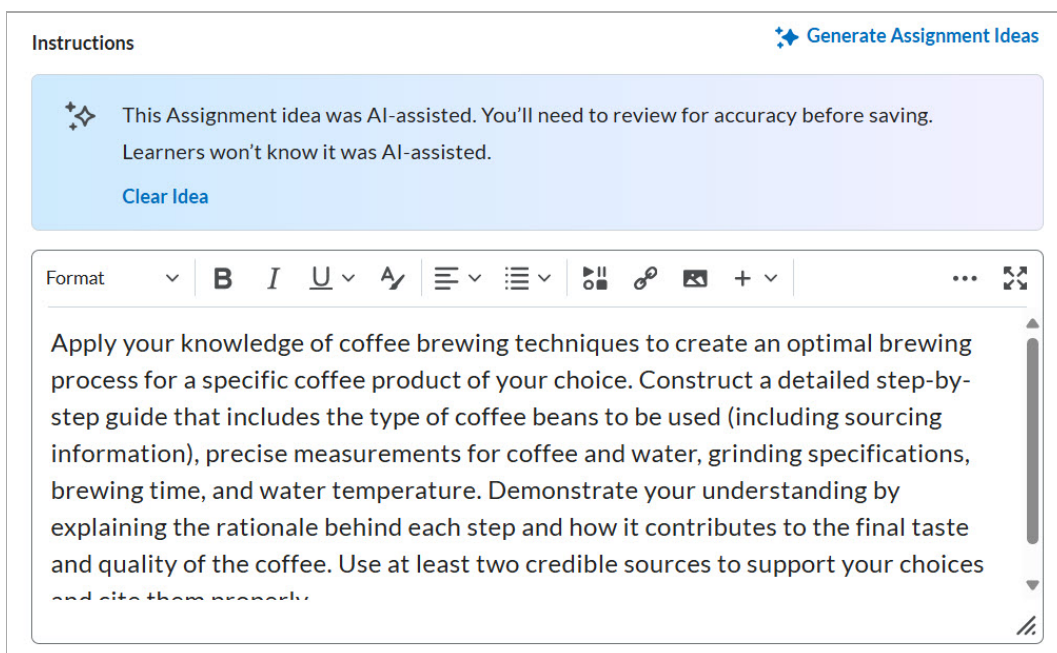 Instructions
Generate Assignment Ideas
This Assignment idea was AI-assisted. You'll need to review for accuracy before saving.
Learners won't know it was AI-assisted.
Clear Idea
Format
B I U A
Apply your knowledge of coffee brewing techniques to create an optimal brewing
process for a specific coffee product of your choice. Construct a detailed step-by-
step guide that includes the type of coffee beans to be used (including sourcing
information), precise measurements for coffee and water, grinding specifications,
brewing time, and water temperature. Demonstrate your understanding by
explaining the rationale behind each step and how it contributes to the final taste
and quality of the coffee. Use at least two credible sources to support your choices
and cite them properly